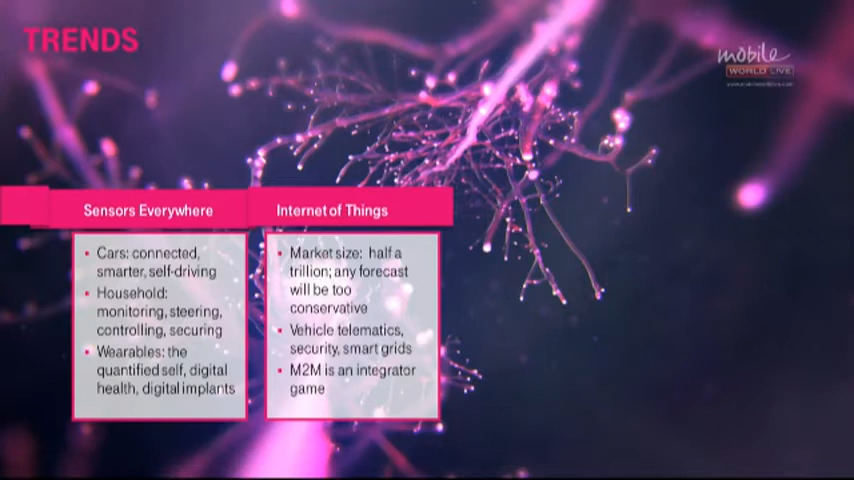 TRENDS
mobile
WORLD LIVE
Sensors Everywhere
Internet of Things
• Cars: connected,
smarter, self-driving
• Household:
monitoring, steering,
controlling, securing
• Wearables: the
quantified self, digital
health, digital implants
• Market size: half a
trillion; any forecast
will be too
conservative
• Vehicle telematics,
security, smart grids
• M2M is an integrator
game